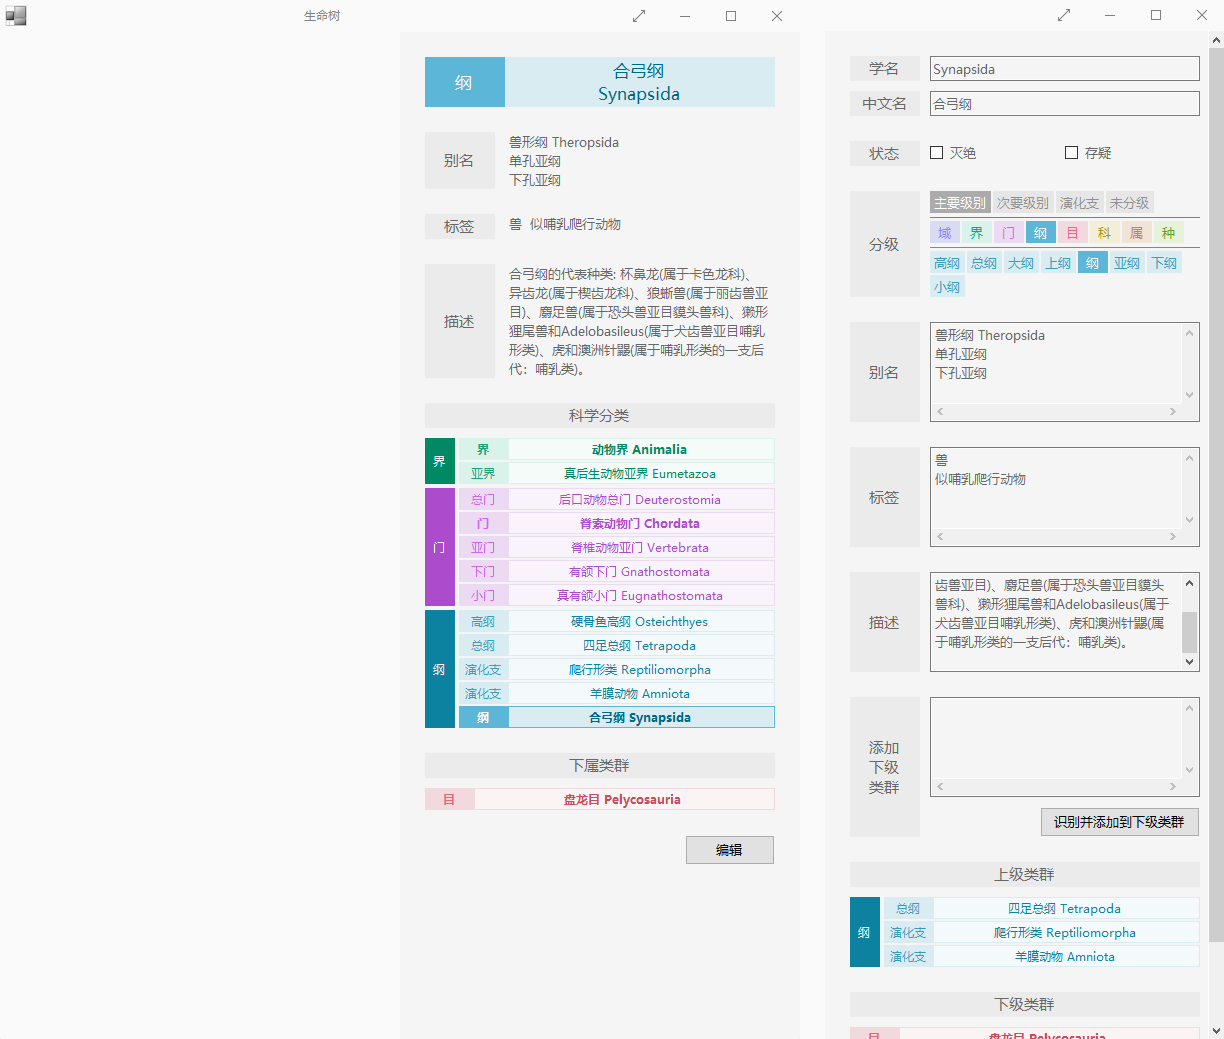 生命树
纲
合弓纲
Synapsida
别名
兽形纲 Theropsida
单孔亚纲
下孔亚纲
标签
兽 似哺乳爬行动物
描述
合弓纲的代表种类: 杯鼻龙(属于卡色龙科)、
异齿龙(属于楔齿龙科)、狼蜥兽(属于丽齿兽亚
目)、麝足兽(属于恐头兽亚目貘头兽科)、獭形
狸尾兽和Adelobasileus(属于犬齿兽亚目哺乳
形类)、虎和澳洲针鼹(属于哺乳形类的一支后
代：哺乳类)。
科学分类
界
界 动物界 Animalia
亚界 真后生动物亚界 Eumetazoa
门
总门 后口动物总门 Deuterostomia
门 脊索动物门 Chordata
亚门 脊椎动物亚门 Vertebrata
下门 有颌下门 Gnathostomata
小门 真有颌小门 Eugnathostomata
纲
高纲 硬骨鱼高纲 Osteichthyes
总纲 四足总纲 Tetrapoda
演化支 爬行形类 Reptiliomorpha
演化支 羊膜动物 Amniota
纲 合弓纲 Synapsida
下属类群
目 盘龙目 Pelycosauria
编辑
学名 Synapsida
中文名 合弓纲
状态 灭绝 存疑
分级
主要级别 次要级别 演化支 未分级
域 界 门 纲 目 科 属 种
高纲 总纲 大纲 上纲 纲 亚纲 下纲
小纲
别名
兽形纲 Theropsida
单孔亚纲
下孔亚纲
标签
兽
似哺乳爬行动物
描述
齿兽亚目)、麝足兽(属于恐头兽亚目貘头
兽科)、獭形狸尾兽和Adelobasileus(属于
犬齿兽亚目哺乳形类)、虎和澳洲针鼹(属
于哺乳形类的一支后代：哺乳类)。
添加
下级
类群
识别并添加到下级类群
上级类群
纲
总纲 四足总纲 Tetrapoda
演化支 爬行形类 Reptiliomorpha
演化支 羊膜动物 Amniota
下级类群
目 盘龙目 Pelycosauria